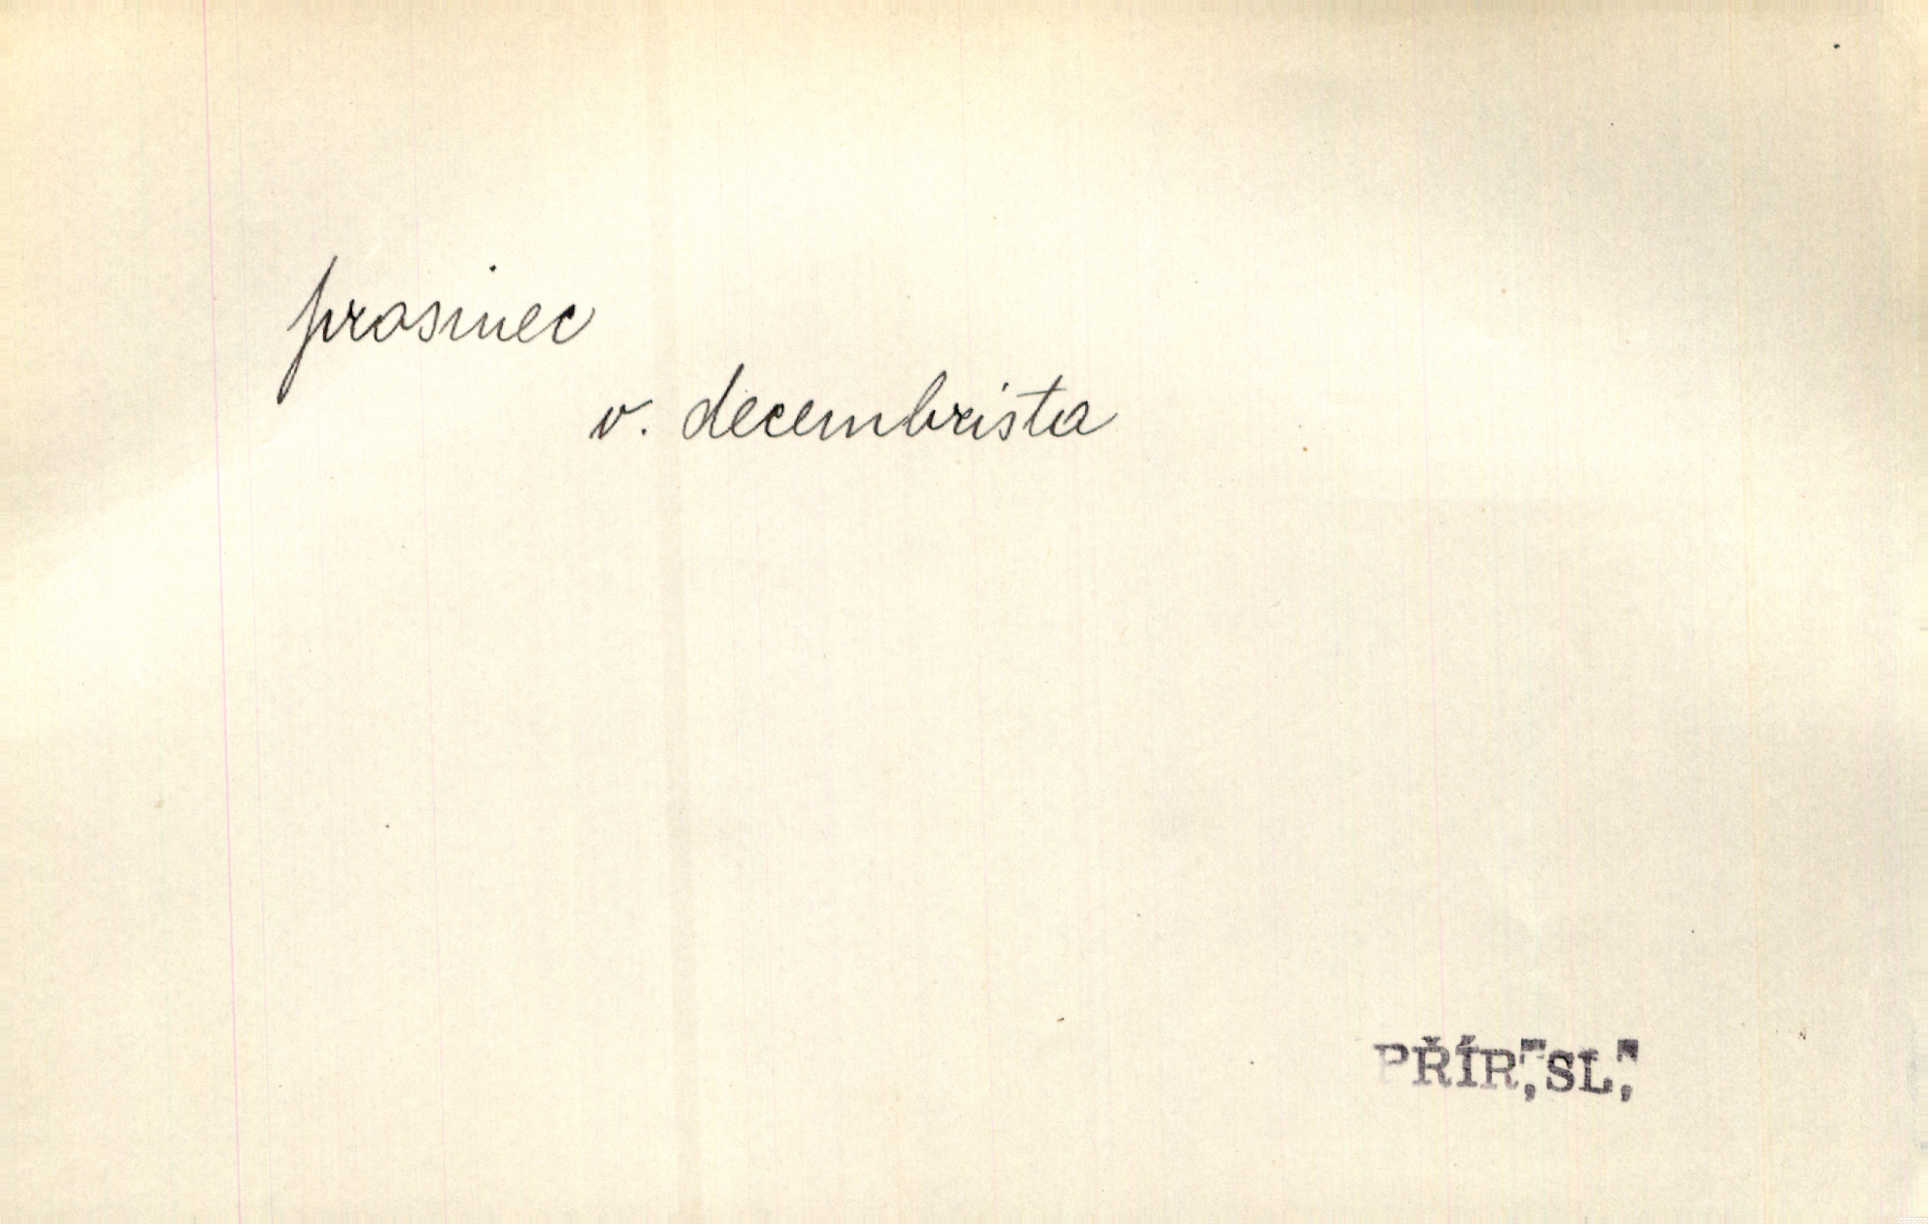 prosinec
v. decembrista
PŘÍR. SL.